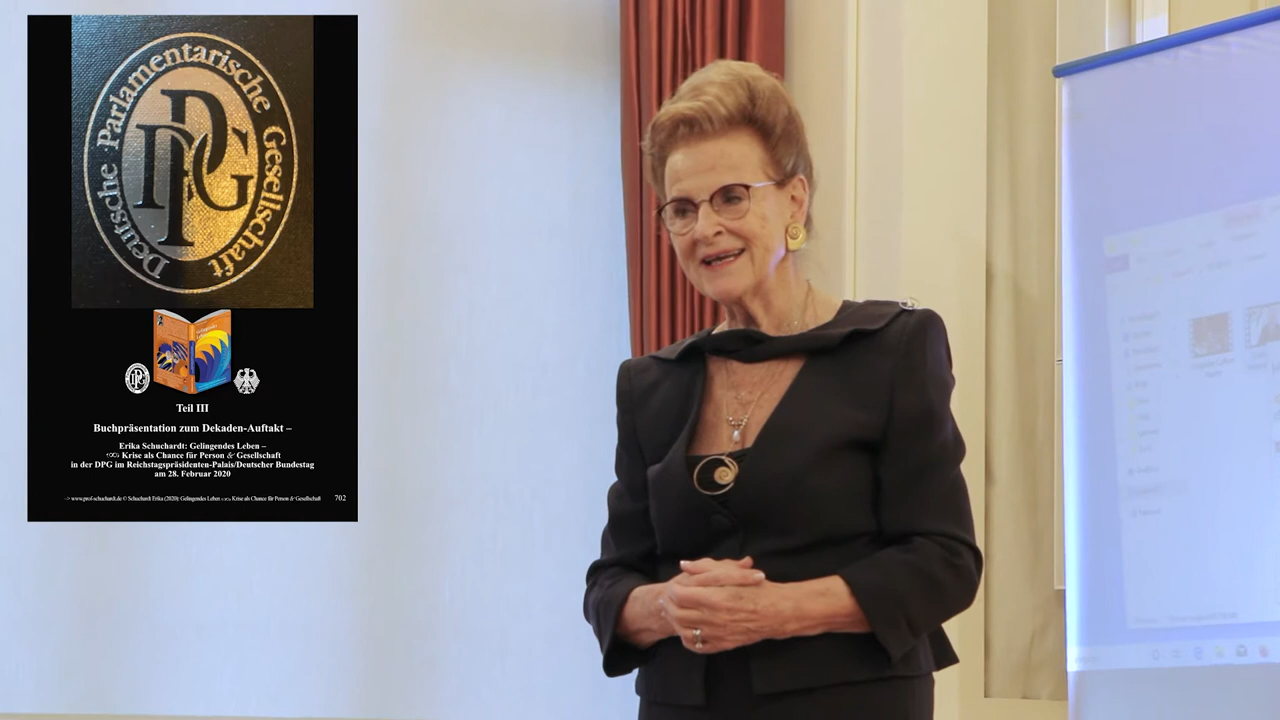 Deutsche Parlamentarische Gesellschaft
DPG
Teil III
Buchpräsentation zum Dekaden-Auftakt –
Erika Schuchardt: Gelingendes Leben –
Krise als Chance für Person & Gesellschaft
in der DPG im Reichstagspräsidenten-Palais/Deutscher Bundestag
am 28. Februar 2020
-> www.prof-schuchardt.de © Schuchardt Erika (2020): Gelingendes Leben Krise als Chance für Person & Gesellschaft 702